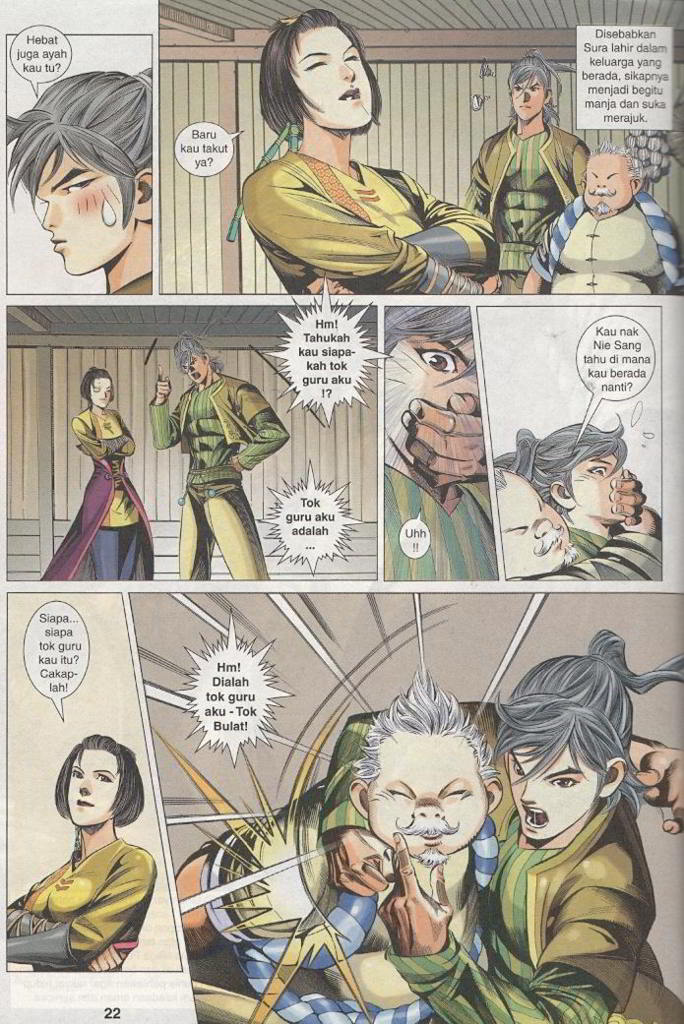 Hebat
juga ayah
kau tu?
Baru
kau takut
ya?
Disebabkan
Sura lahir dalam
keluarga yang
berada, sikapnya
menjadi begitu
manja dan suka
merajuk.
Hm!
Tahukah
kau siapa-
kah tok
guru aku
!?
Tok
guru aku
adalah
...
Uhh
!!
Kau nak
Nie Sang
tahu di mana
kau berada
nanti?
Siapa...
siapa
tok guru
kau itu?
Cakap-
lah!
Hm!
Dialah
tok guru
aku - Tok
Bulat!
22